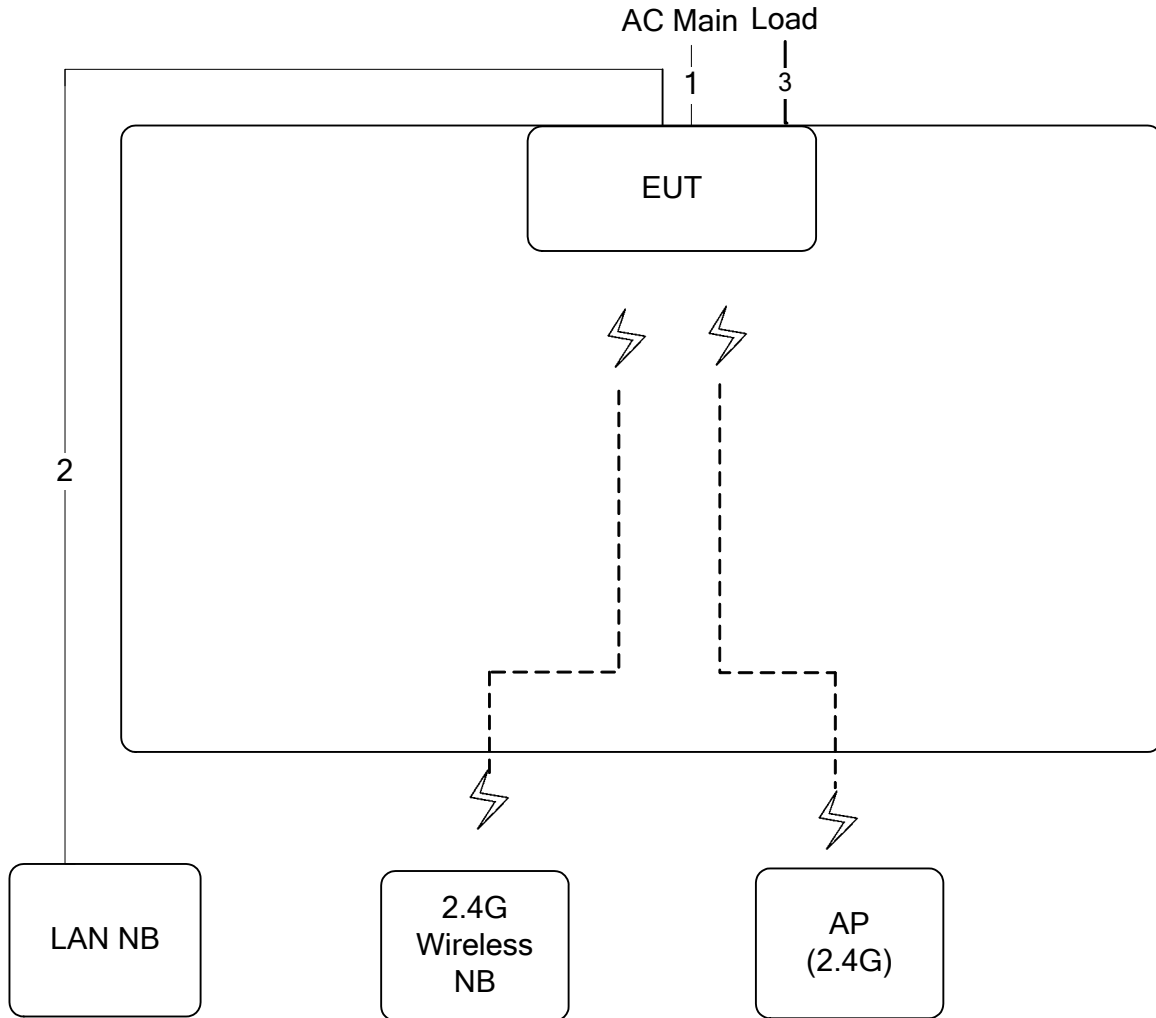 AC Main Load
1 3
EUT
2
LAN NB
2.4G
Wireless
NB
AP
(2.4G)